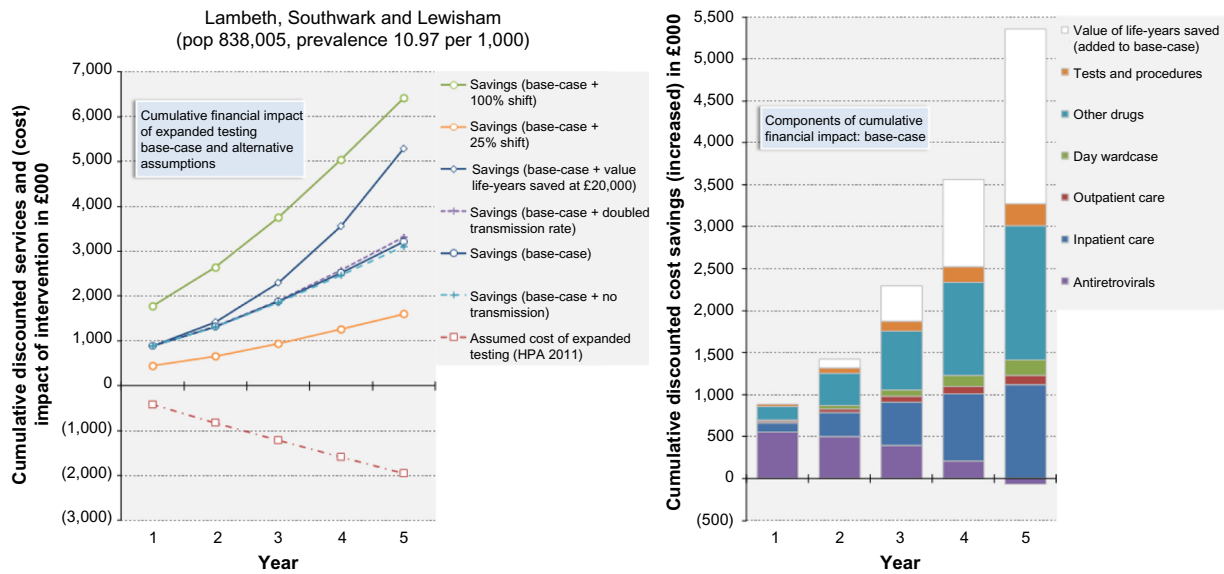 Lambeth, Southwark and Lewisham
(pop 838,005, prevalence 10.97 per 1,000)
Cumulative discounted services and (cost)
impact of intervention in £000
7,000
6,000
5,000
4,000
3,000
2,000
1,000
0
(1,000)
(2,000)
(3,000)
Cumulative financial impact
of expanded testing
base-case and alternative
assumptions
1 2 3 4 5
Year
Savings (base-case +
100% shift)
Savings (base-case +
25% shift)
Savings (base-case + value
life-years saved at £20,000)
Savings (base-case + doubled
transmission rate)
Savings (base-case)
Savings (base-case + no
transmission)
Assumed cost of expanded
testing (HPA 2011)
Cumulative discounted cost savings (increased) in £000
5,500
5,000
4,500
4,000
3,500
3,000
2,500
2,000
1,500
1,000
500
0
(500)
Components of cumulative
financial impact: base-case
1 2 3 4 5
Year
Value of life-years saved
(added to base-case)
Tests and procedures
Other drugs
Day wardcase
Outpatient care
Inpatient care
Antiretrovirals